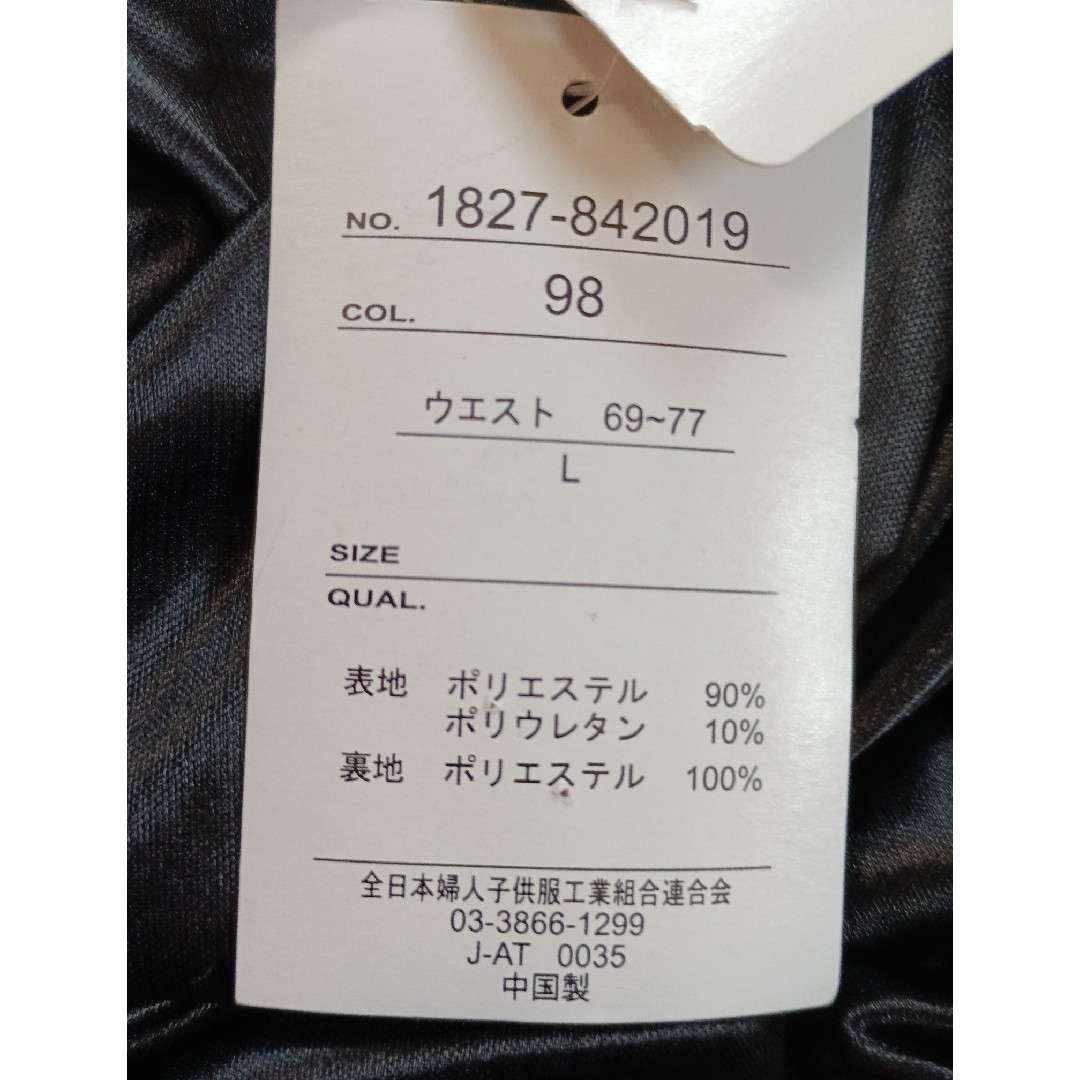 NO. 1827-842019
COL. 98
ウエスト 69~77
L
SIZE
QUAL.
表地 ポリエステル 90%
ポリウレタン 10%
裏地 ポリエステル 100%
全日本婦人子供服工業組合連合会
03-3866-1299
J-AT 0035
中国製